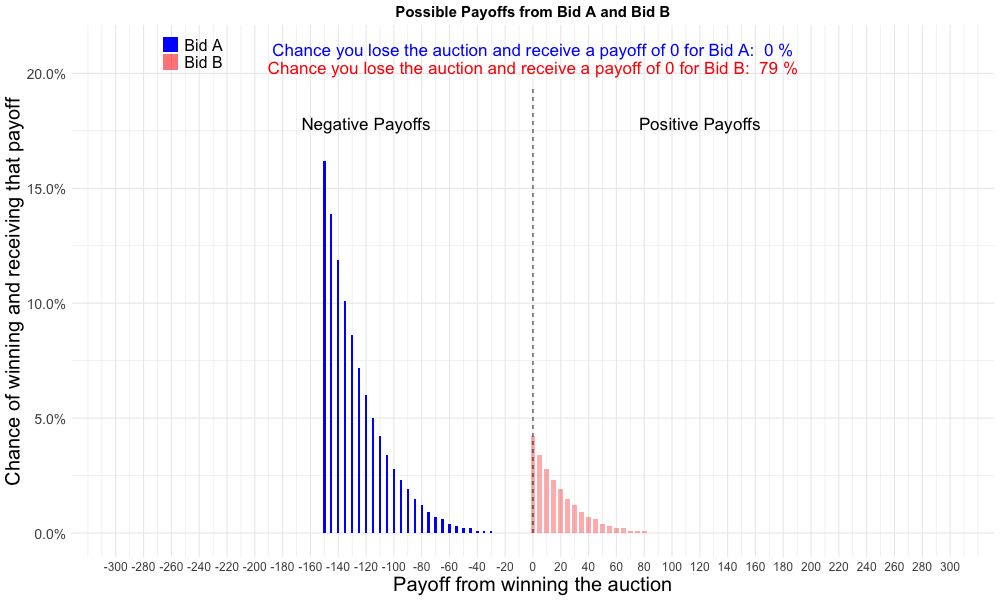 Possible Payoffs from Bid A and Bid B
Bid A
Bid B
Chance you lose the auction and receive a payoff of 0 for Bid A:  0 %
Chance you lose the auction and receive a payoff of 0 for Bid B:  79 %
Negative Payoffs
Positive Payoffs
Chance of winning and receiving that payoff
20.0%
15.0%
10.0%
5.0%
0.0%
-300 -280 -260 -240 -220 -200 -180 -160 -140 -120 -100 -80 -60 -40 -20 0 20 40 60 80 100 120 140 160 180 200 220 240 260 280 300
Payoff from winning the auction